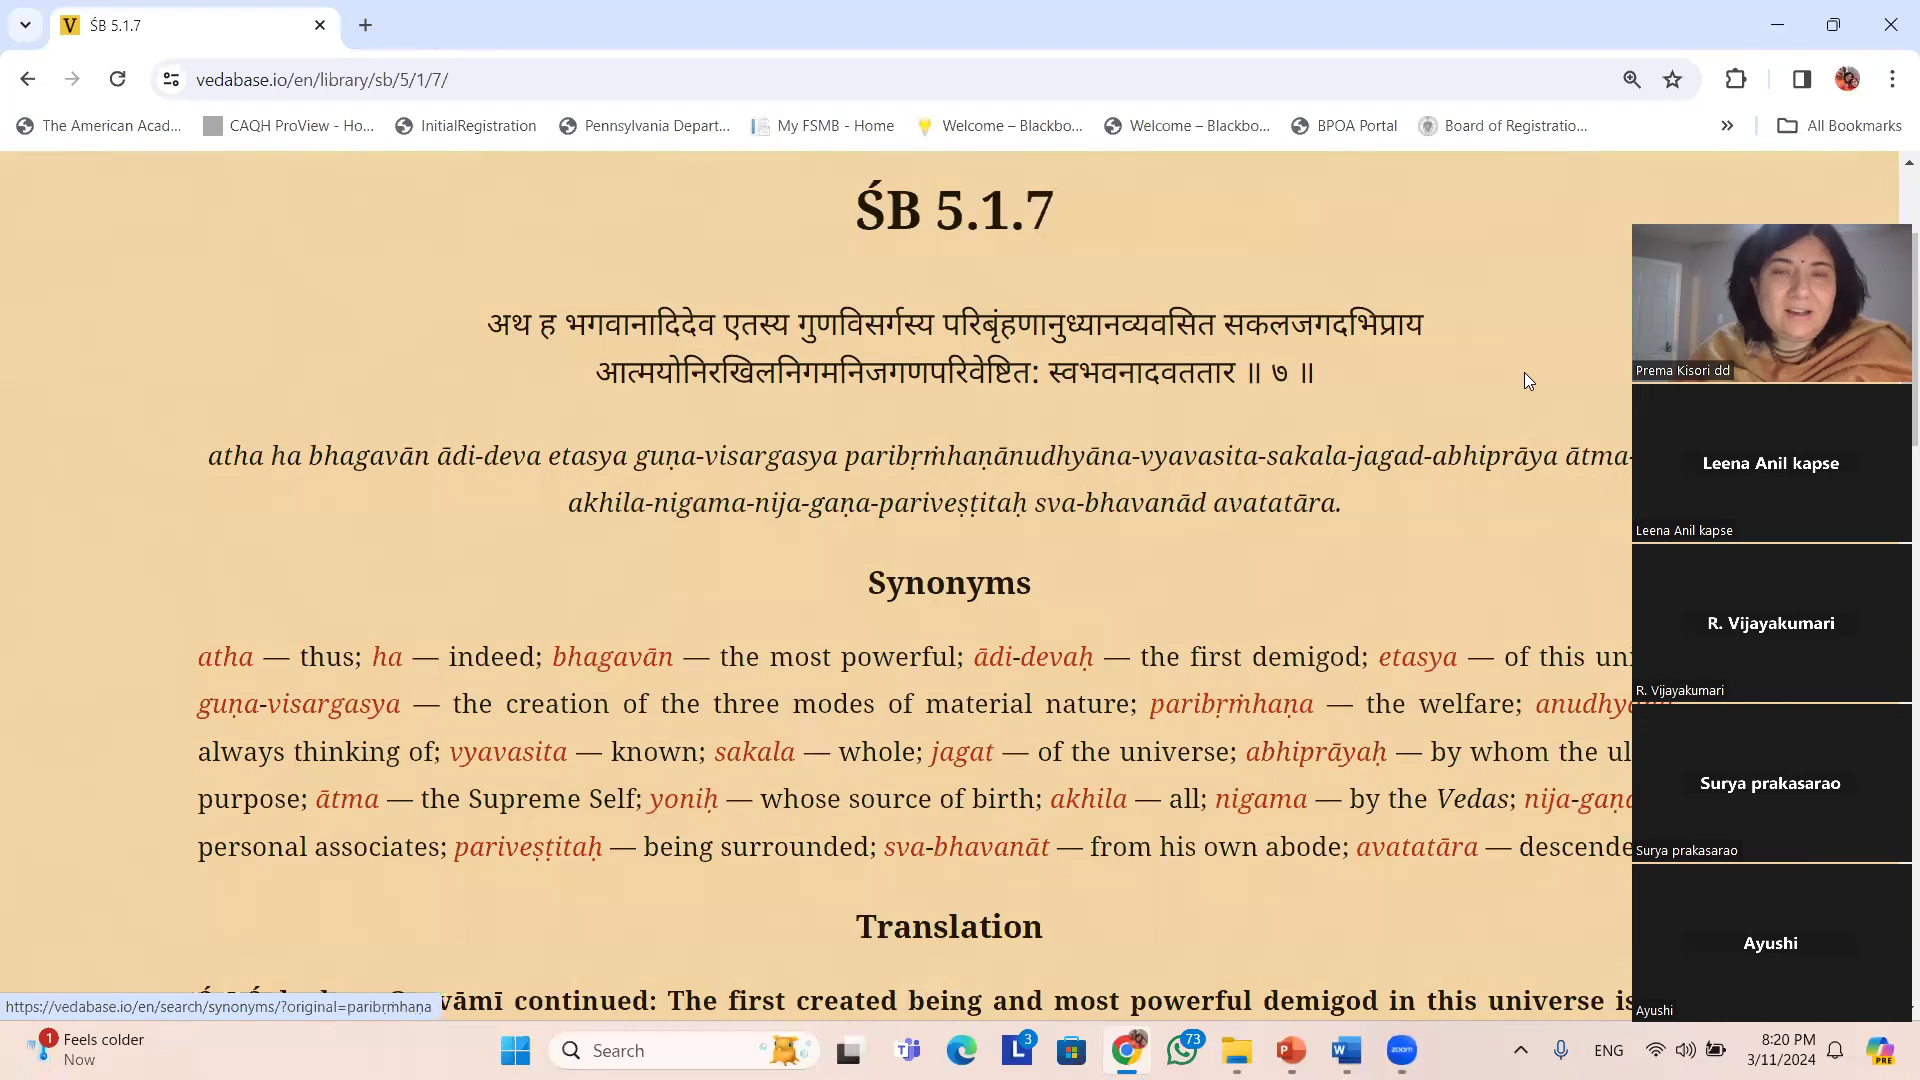 ŚB 5.1.7
vedabase.io/en/library/sb/5/1/7/
The American Acad...
CAQH ProView - Ho...
InitialRegistration
Pennsylvania Depart...
My FSMB - Home
Welcome – Blackbo...
Welcome – Blackbo...
BPOA Portal
Board of Registratio...
All Bookmarks
ŚB 5.1.7
अथ ह भगवानादिदेव एतस्य गुणविसर्गस्य परिबृंहणानुध्यानव्यवसित सकलजगदभिप्राय
आत्मयोनिरखिलनिगमनिजगणपरिवेष्टित: स्वभवनादवततार ॥ ७ ॥
atha ha bhagavān ādi-deva etasya guṇa-visargasya paribṛṁhaṇānudhyāna-vyavasita-sakala-jagad-abhiprāya ātma-
akhila-nigama-nija-gaṇa-pariveṣṭitaḥ sva-bhavanād avatatāra.
Synonyms
atha — thus; ha — indeed; bhagavān — the most powerful; ādi-devaḥ — the first demigod; etasya — of this uni
guṇa-visargasya — the creation of the three modes of material nature; paribṛṁhaṇa — the welfare; anudhy
always thinking of; vyavasita — known; sakala — whole; jagat — of the universe; abhiprāyaḥ — by whom the ul
purpose; ātma — the Supreme Self; yoniḥ — whose source of birth; akhila — all; nigama — by the Vedas; nija-gaṇa
personal associates; pariveṣṭitaḥ — being surrounded; sva-bhavanāt — from his own abode; avatatāra — descende
Translation
continued: The first created being and most powerful demigod in this universe is
https://vedabase.io/en/search/synonyms/?original=paribṛṁhaṇa
Prema Kisori dd
Leena Anil kapse
Leena Anil kapse
R. Vijayakumari
R. Vijayakumari
Surya prakasarao
Surya prakasarao
Ayushi
Ayushi
1
Feels colder
Now
Search
3
73
zoom
ENG
8:20 PM
3/11/2024
PRE